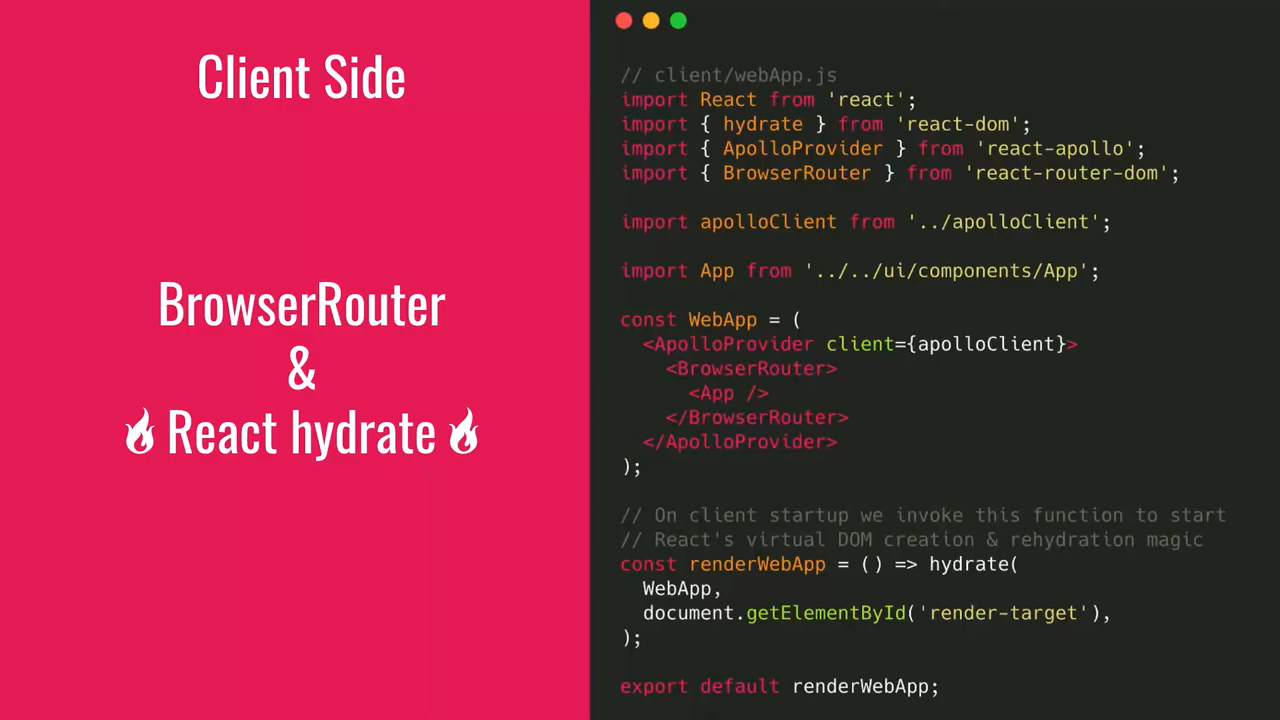 Client Side
BrowserRouter
&
React hydrate
// client/webApp.js
import React from 'react';
import { hydrate } from 'react-dom';
import { ApolloProvider } from 'react-apollo';
import { BrowserRouter } from 'react-router-dom';
import apolloClient from '../apolloClient';
import App from '../../ui/components/App';
const WebApp = (
  <ApolloProvider client={apolloClient}>
    <BrowserRouter>
      <App />
    </BrowserRouter>
  </ApolloProvider>
);
// On client startup we invoke this function to start
// React's virtual DOM creation & rehydration magic
const renderWebApp = () => hydrate(
  WebApp,
  document.getElementById('render-target'),
);
export default renderWebApp;